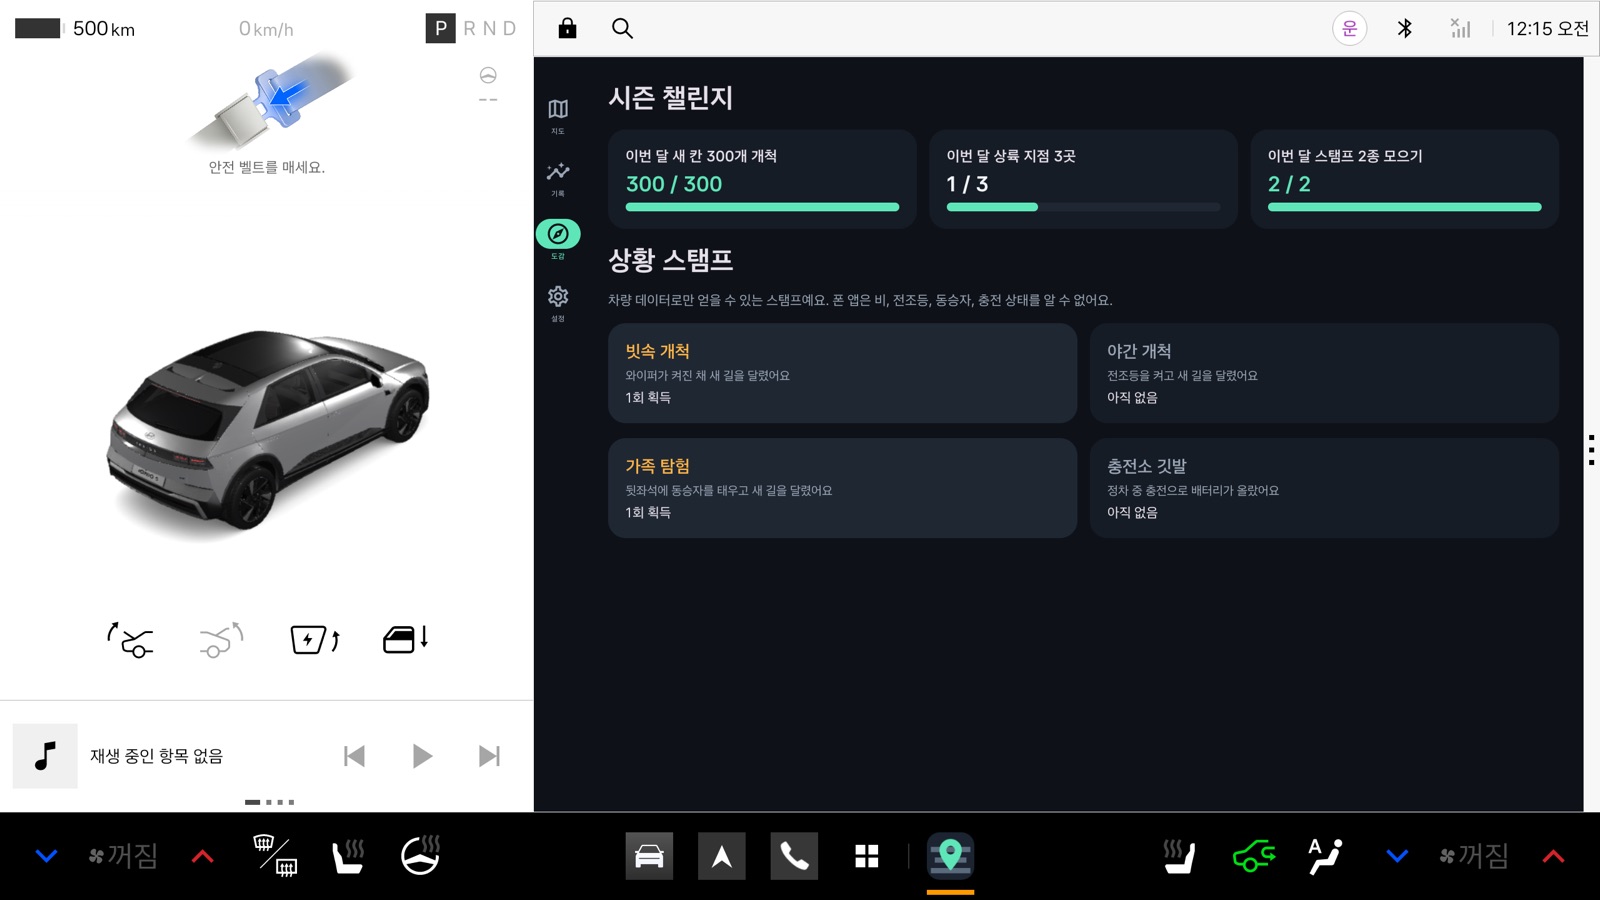 500 km
0 km/h
P R N D
--
안전 벨트를 매세요.
재생 중인 항목 없음
운
12:15 오전
지도
기록
도감
설정
시즌 챌린지
이번 달 새 칸 300개 개척
300 / 300
이번 달 상륙 지점 3곳
1 / 3
이번 달 스탬프 2종 모으기
2 / 2
상황 스탬프
차량 데이터로만 얻을 수 있는 스탬프예요. 폰 앱은 비, 전조등, 동승자, 충전 상태를 알 수 없어요.
빗속 개척
와이퍼가 켜진 채 새 길을 달렸어요
1회 획득
야간 개척
전조등을 켜고 새 길을 달렸어요
아직 없음
가족 탐험
뒷좌석에 동승자를 태우고 새 길을 달렸어요
1회 획득
충전소 깃발
정차 중 충전으로 배터리가 올랐어요
아직 없음
꺼짐
A
꺼짐